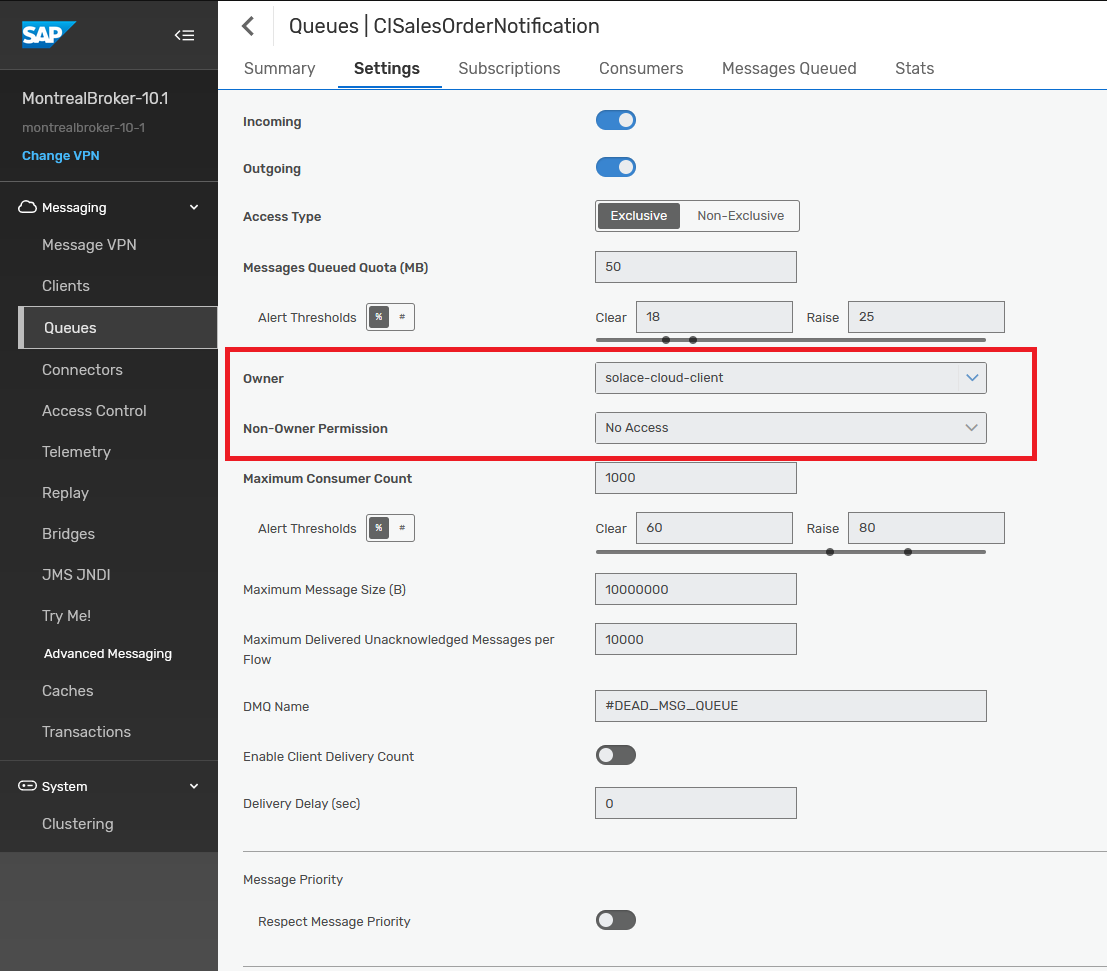 SAP
MontrealBroker-10.1
montrealbroker-10-1
Change VPN
Messaging
Message VPN
Clients
Queues
Connectors
Access Control
Telemetry
Replay
Bridges
JMS JNDI
Try Me!
Advanced Messaging
Caches
Transactions
System
Clustering
Queues | CISalesOrderNotification
Summary Settings Subscriptions Consumers Messages Queued Stats
Incoming
Outgoing
Access Type Exclusive Non-Exclusive
Messages Queued Quota (MB) 50
Alert Thresholds % # Clear 18 Raise 25
Owner solace-cloud-client
Non-Owner Permission No Access
Maximum Consumer Count 1000
Alert Thresholds % # Clear 60 Raise 80
Maximum Message Size (B) 10000000
Maximum Delivered Unacknowledged Messages per
Flow
10000
DMQ Name #DEAD_MSG_QUEUE
Enable Client Delivery Count
Delivery Delay (sec) 0
Message Priority
Respect Message Priority